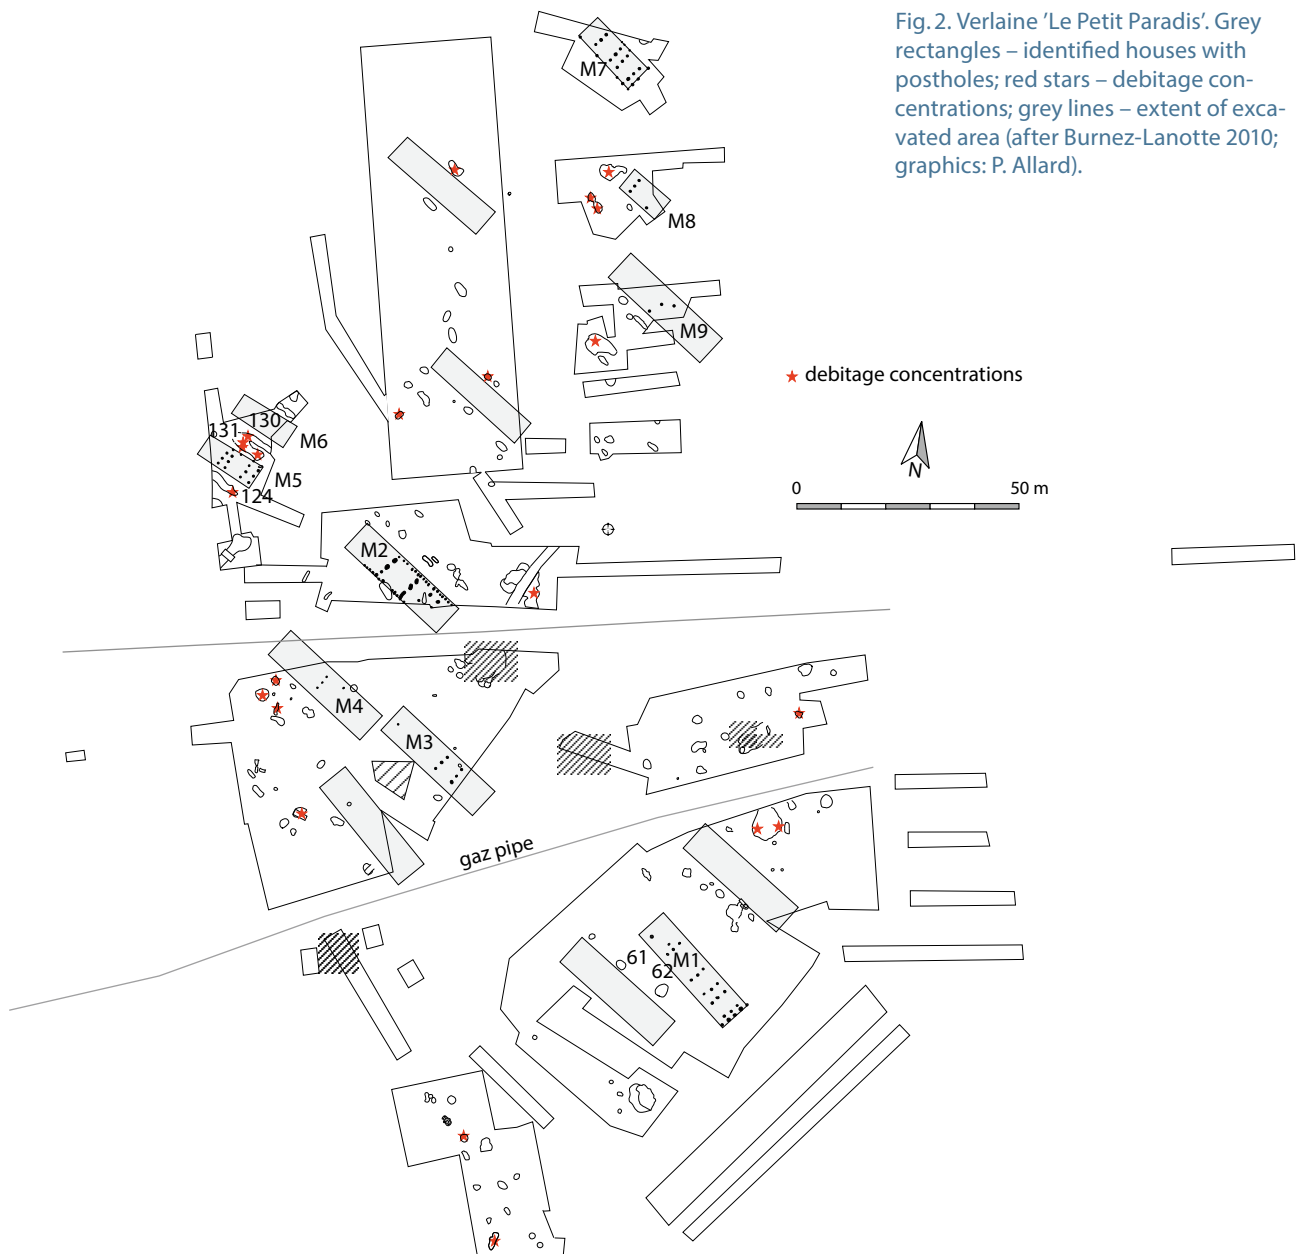 Fig. 2. Verlaine 'Le Petit Paradis'. Grey
rectangles – identified houses with
postholes; red stars – debitage con-
centrations; grey lines – extent of exca-
vated area (after Burnez-Lanotte 2010;
graphics: P. Allard).
M7
M8
M9
debitage concentrations
N
0 50 m
131 130
M6
M5
124
M2
M4
M3
gaz pipe
61
62 M1